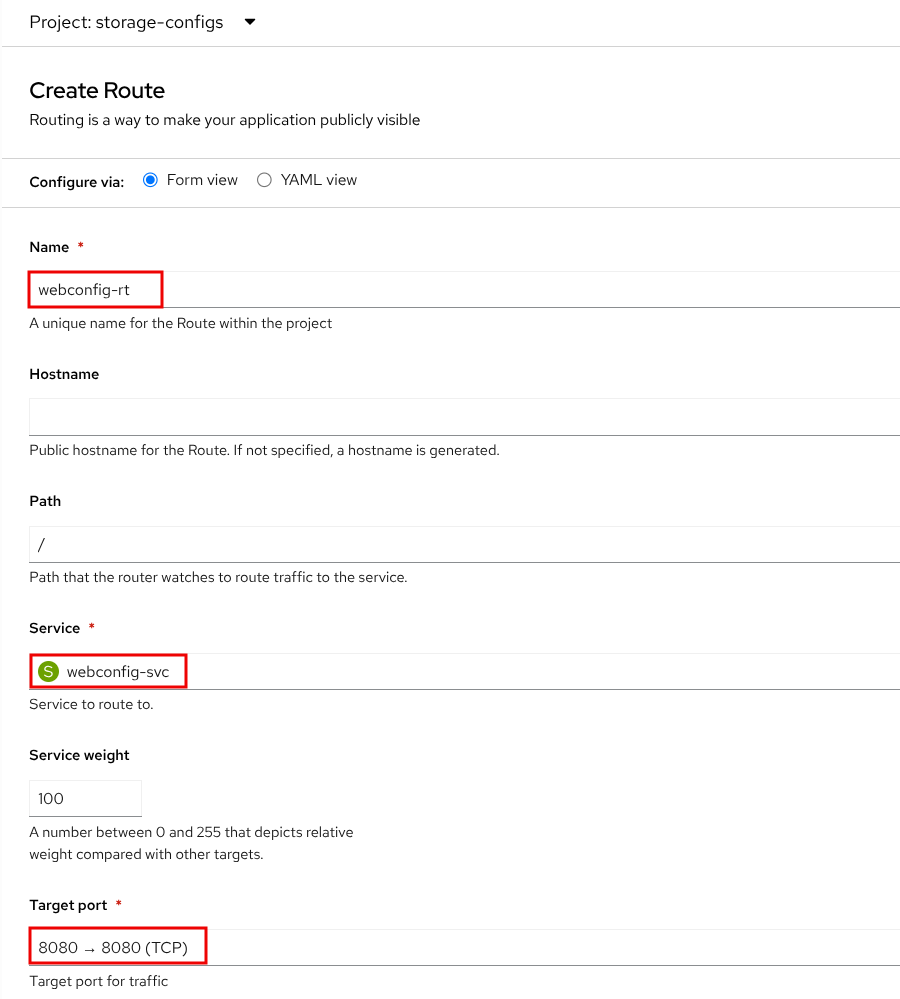 Project: storage-configs
Create Route
Routing is a way to make your application publicly visible
Configure via: Form view YAML view
Name *
webconfig-rt
A unique name for the Route within the project
Hostname
Public hostname for the Route. If not specified, a hostname is generated.
Path
/
Path that the router watches to route traffic to the service.
Service *
S webconfig-svc
Service to route to.
Service weight
100
A number between 0 and 255 that depicts relative
weight compared with other targets.
Target port *
8080 → 8080 (TCP)
Target port for traffic